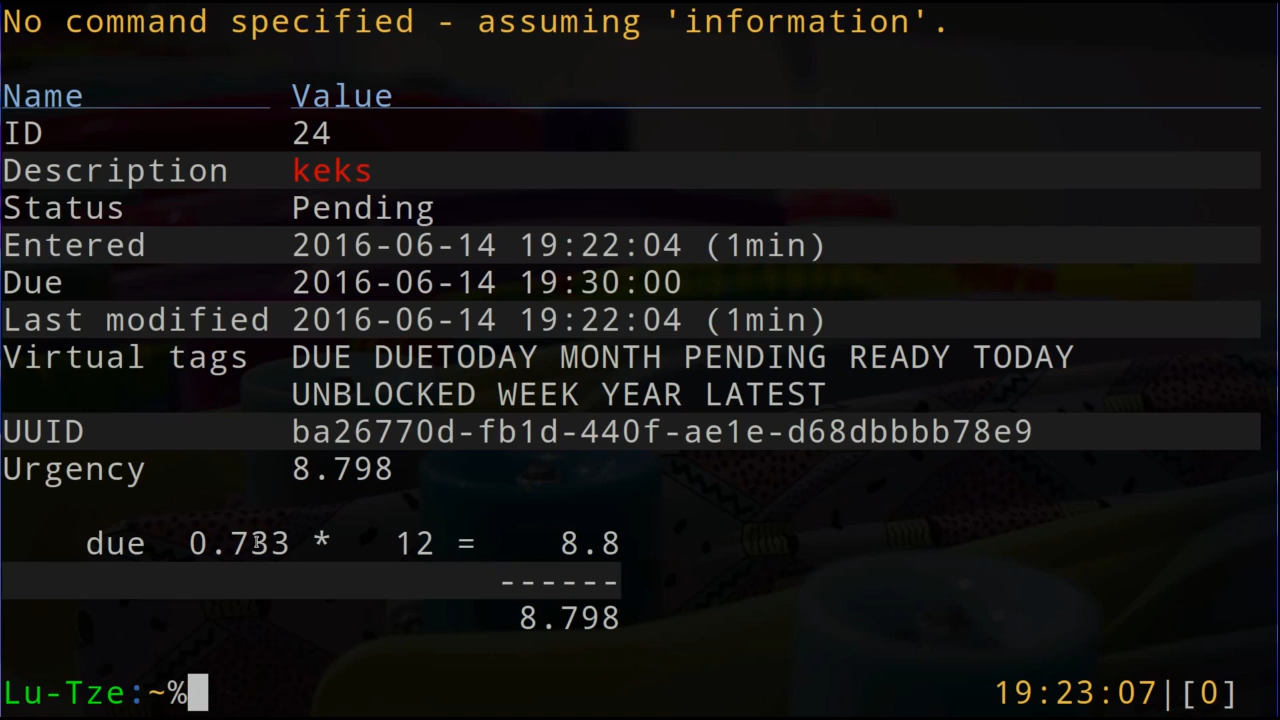 No command specified - assuming 'information'.
Name Value
ID 24
Description keks
Status Pending
Entered 2016-06-14 19:22:04 (1min)
Due 2016-06-14 19:30:00
Last modified 2016-06-14 19:22:04 (1min)
Virtual tags DUE DUETODAY MONTH PENDING READY TODAY
UNBLOCKED WEEK YEAR LATEST
UUID ba26770d-fb1d-440f-ae1e-d68dbbbb78e9
Urgency 8.798
due 0.733 * 12 = 8.8
------
8.798
Lu-Tze:~% 19:23:07|[0]